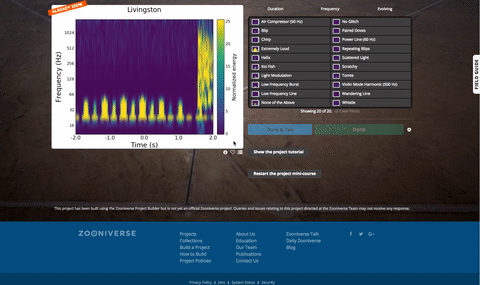 ALREADY SEEN!
Livingston
Duration Frequency Evolving
Frequency (Hz)
1024
512
256
128
64
32
16
-2.0 -1.0 0.0 1.0 2.0
Time (s)
25
20
15
10
5
0
Normalized energy
Air Compressor (50 Hz) No Glitch
Blip Paired Doves
Chirp Power Line (60 Hz)
Extremely Loud Repeating Blips
Helix Scattered Light
Koi Fish Scratchy
Light Modulation Tomte
Low Frequency Burst Violin Mode Harmonic (500 Hz)
Low Frequency Line Wandering Line
None of the Above Whistle
Showing 20 of 20. Clear filters
Done & Talk Done
FIELD GUIDE
Show the project tutorial
Restart the project mini-course
This project has been built using the Zooniverse Project Builder but is not yet an official Zooniverse project. Queries and issues relating to this project directed at the Zooniverse Team may not receive any response.
ZOONIVERSE
Projects About Us Zooniverse Talk
Collections Education Daily Zooniverse
Build a Project Our Team Blog
How to Build Publications
Project Policies Contact Us
Privacy Policy | Jobs | System Status | Security